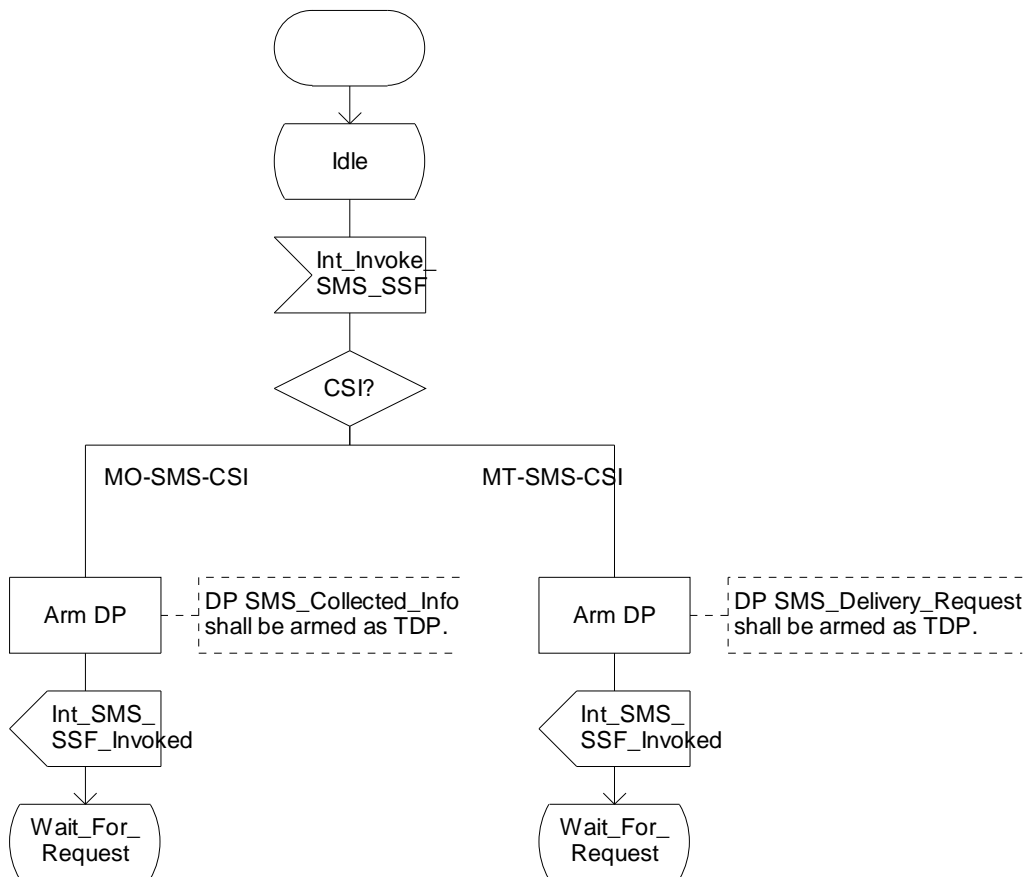 Idle
Int_Invoke_
SMS_SSF
CSI?
MO-SMS-CSI
MT-SMS-CSI
Arm DP
DP SMS_Collected_Info
shall be armed as TDP.
Arm DP
DP SMS_Delivery_Request
shall be armed as TDP.
Int_SMS_
SSF_Invoked
Int_SMS_
SSF_Invoked
Wait_For_
Request
Wait_For_
Request